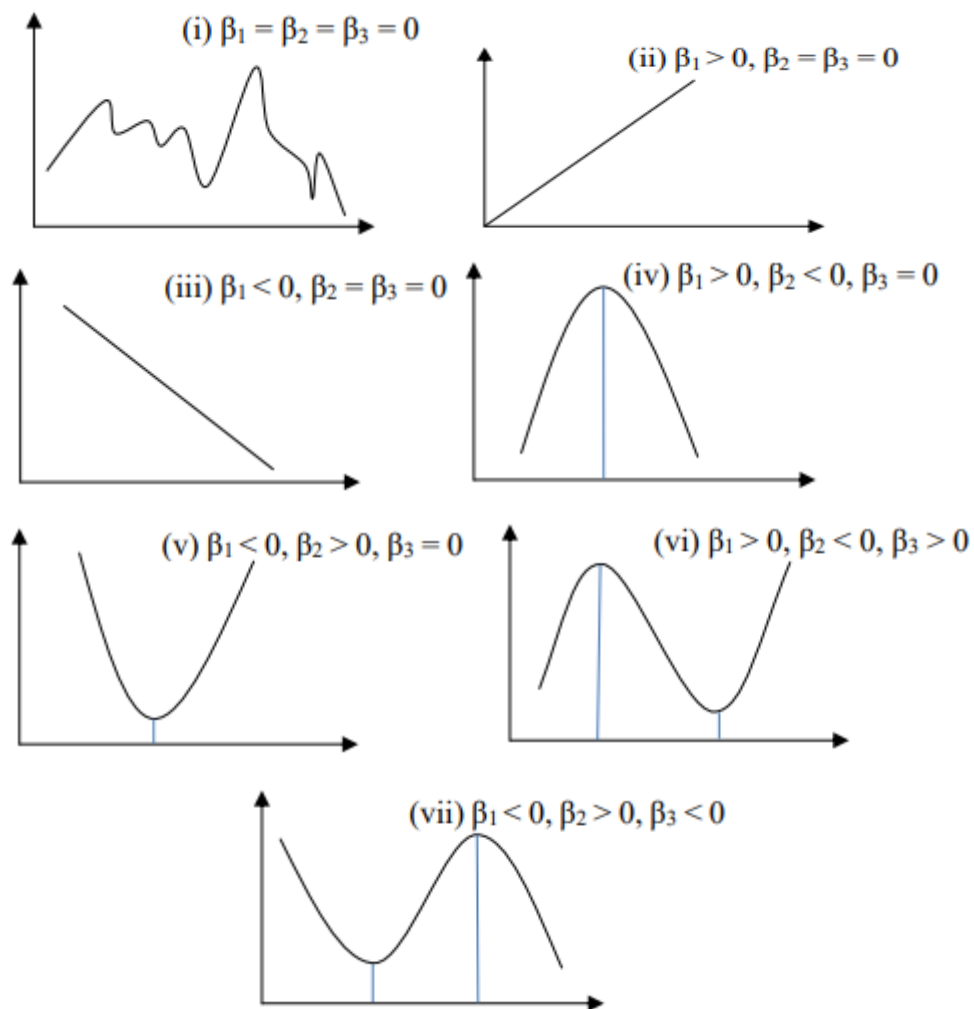 (i) β₁ = β₂ = β₃ = 0
(ii) β₁ > 0, β₂ = β₃ = 0
(iii) β₁ < 0, β₂ = β₃ = 0
(iv) β₁ > 0, β₂ < 0, β₃ = 0
(v) β₁ < 0, β₂ > 0, β₃ = 0
(vi) β₁ > 0, β₂ < 0, β₃ > 0
(vii) β₁ < 0, β₂ > 0, β₃ < 0